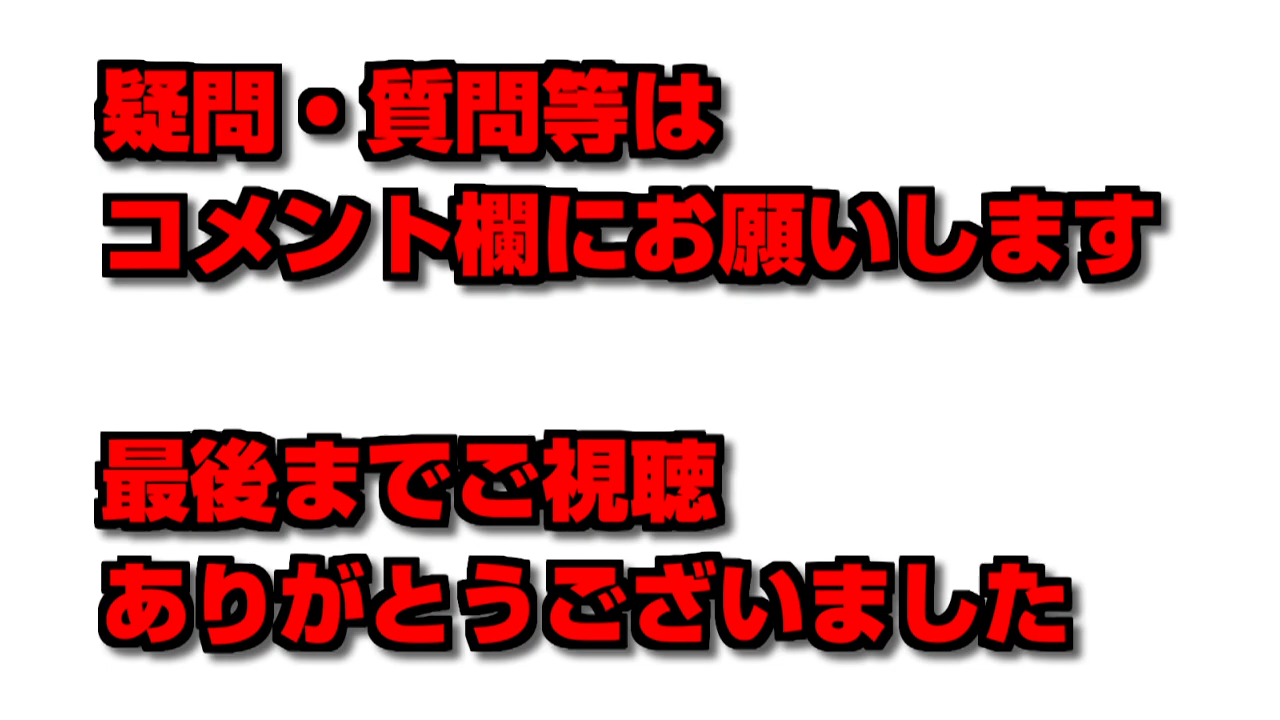 疑問・質問等は
コメント欄にお願いします
最後までご視聴
ありがとうございました